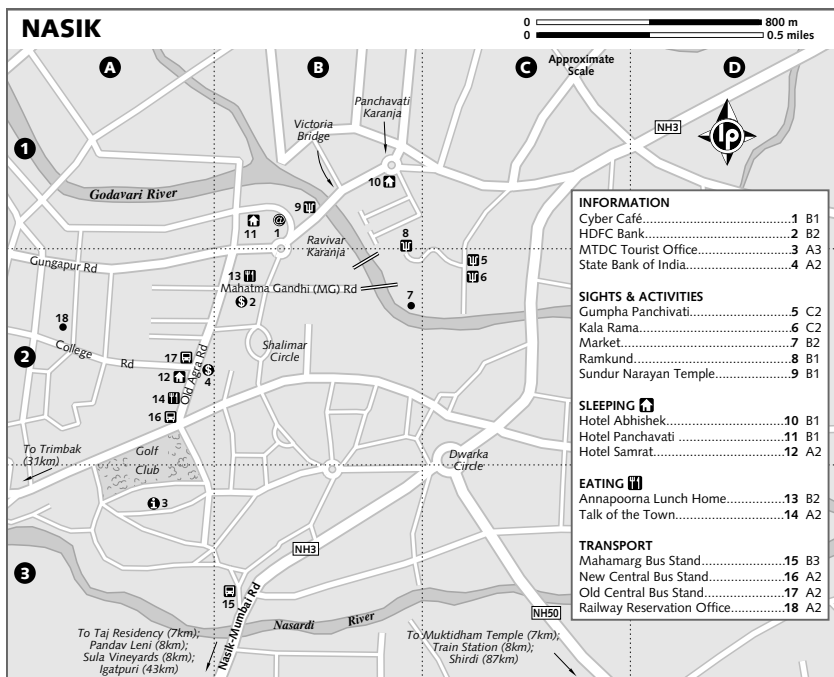 NASIK
0 800 m
0 0.5 miles
Approximate
Scale
A
B
C
D
1
2
3
Panchavati
Karanja
Victoria
Bridge
NH3
lp
Godavari River
10
9
@
11
1
8
Ravivar
Karanja
5
6
Gungapur Rd
13
Mahatma Gandhi (MG) Rd
$ 2
7
18
College Rd
17
Old Agra Rd
Shalimar
Circle
12
$
4
14
16
To Trimbak
(31km)
Golf
Club
Dwarka
Circle
i 3
NH3
15
Nasik-Mumbai Rd
Nasardi River
NH50
To Taj Residency (7km);
Pandav Leni (8km);
Sula Vineyards (8km);
Igatpuri (43km)
To Muktidham Temple (7km);
Train Station (8km);
Shirdi (87km)
INFORMATION
Cyber Café 1 B1
HDFC Bank 2 B2
MTDC Tourist Office 3 A3
State Bank of India 4 A2
SIGHTS & ACTIVITIES
Gumpha Panchivati 5 C2
Kala Rama 6 C2
Market 7 B2
Ramkund 8 B1
Sundur Narayan Temple 9 B1
SLEEPING
Hotel Abhishek 10 B1
Hotel Panchavati 11 B1
Hotel Samrat 12 A2
EATING
Annapoorna Lunch Home 13 B2
Talk of the Town 14 A2
TRANSPORT
Mahamarg Bus Stand 15 B3
New Central Bus Stand 16 A2
Old Central Bus Stand 17 A2
Railway Reservation Office 18 A2